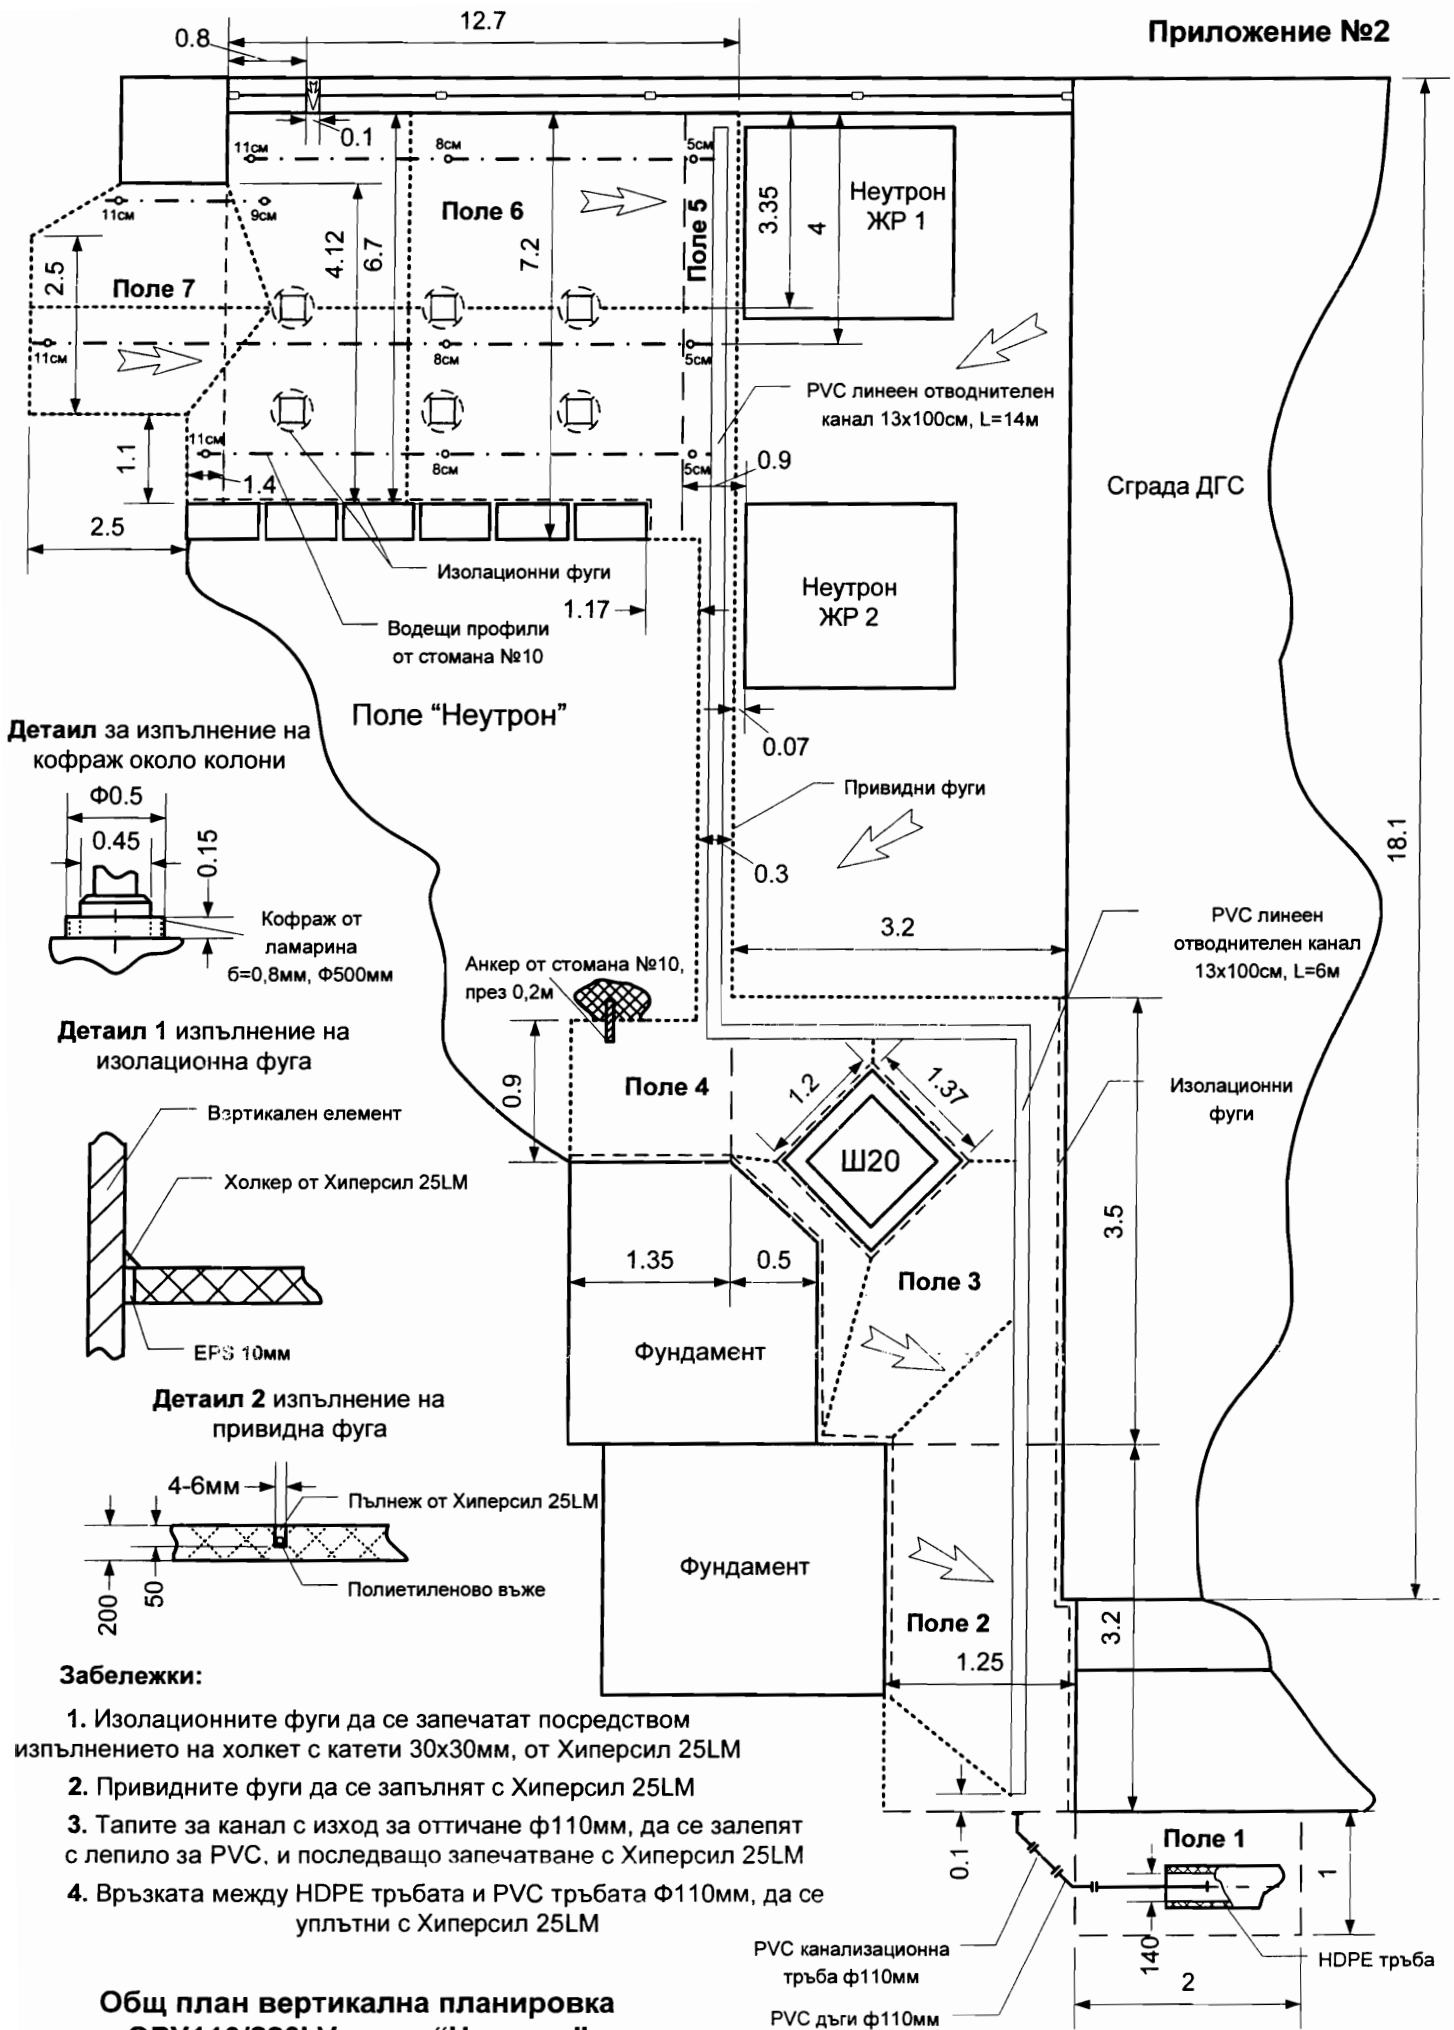 Приложение №2
12.7
0.8
0.1
11см
8см
5см
11см
9см
Поле 6
Поле 5
Неутрон
ЖР 1
3.35
4
4.12
6.7
7.2
2.5
Поле 7
11см
8см
5см
PVC линеен отводнителен
канал 13x100см, L=14м
11см
8см
5см
0.9
1.1
1.4
2.5
Сграда ДГС
Изолационни фуги
1.17
Неутрон
ЖР 2
Водещи профили
от стомана №10
Поле “Неутрон”
0.07
Детаил за изпълнение на
кофраж около колони
Ф0.5
0.45
0.15
Кофраж от
ламарина
б=0,8мм, Ф500мм
Привидни фуги
0.3
18.1
3.2
PVC линеен
отводнителен канал
13x100см, L=6м
Анкер от стомана №10,
през 0,2м
Детаил 1 изпълнение на
изолационна фуга
Вертикален елемент
Холкер от Хиперсил 25LM
EPS 10мм
0.9
Поле 4
1.2
1.37
Ш20
Изолационни
фуги
3.5
1.35
0.5
Поле 3
Фундамент
Детаил 2 изпълнение на
привидна фуга
4-6мм
Пълнеж от Хиперсил 25LM
200
50
Полиетиленово въже
Фундамент
Поле 2
3.2
1.25
Забележки:
1. Изолационните фуги да се запечатат посредством
изпълнението на холкет с катети 30x30мм, от Хиперсил 25LM
2. Привидните фуги да се запълнят с Хиперсил 25LM
3. Тапите за канал с изход за оттичане ф110мм, да се залепят
с лепило за PVC, и последващо запечатване с Хиперсил 25LM
4. Връзката между HDPE тръбата и PVC тръбата Ф110мм, да се
уплътни с Хиперсил 25LM
0.1
Поле 1
1
140
HDPE тръба
PVC канализационна
тръба ф110мм
2
PVC дъги ф110мм
Общ план вертикална планировка